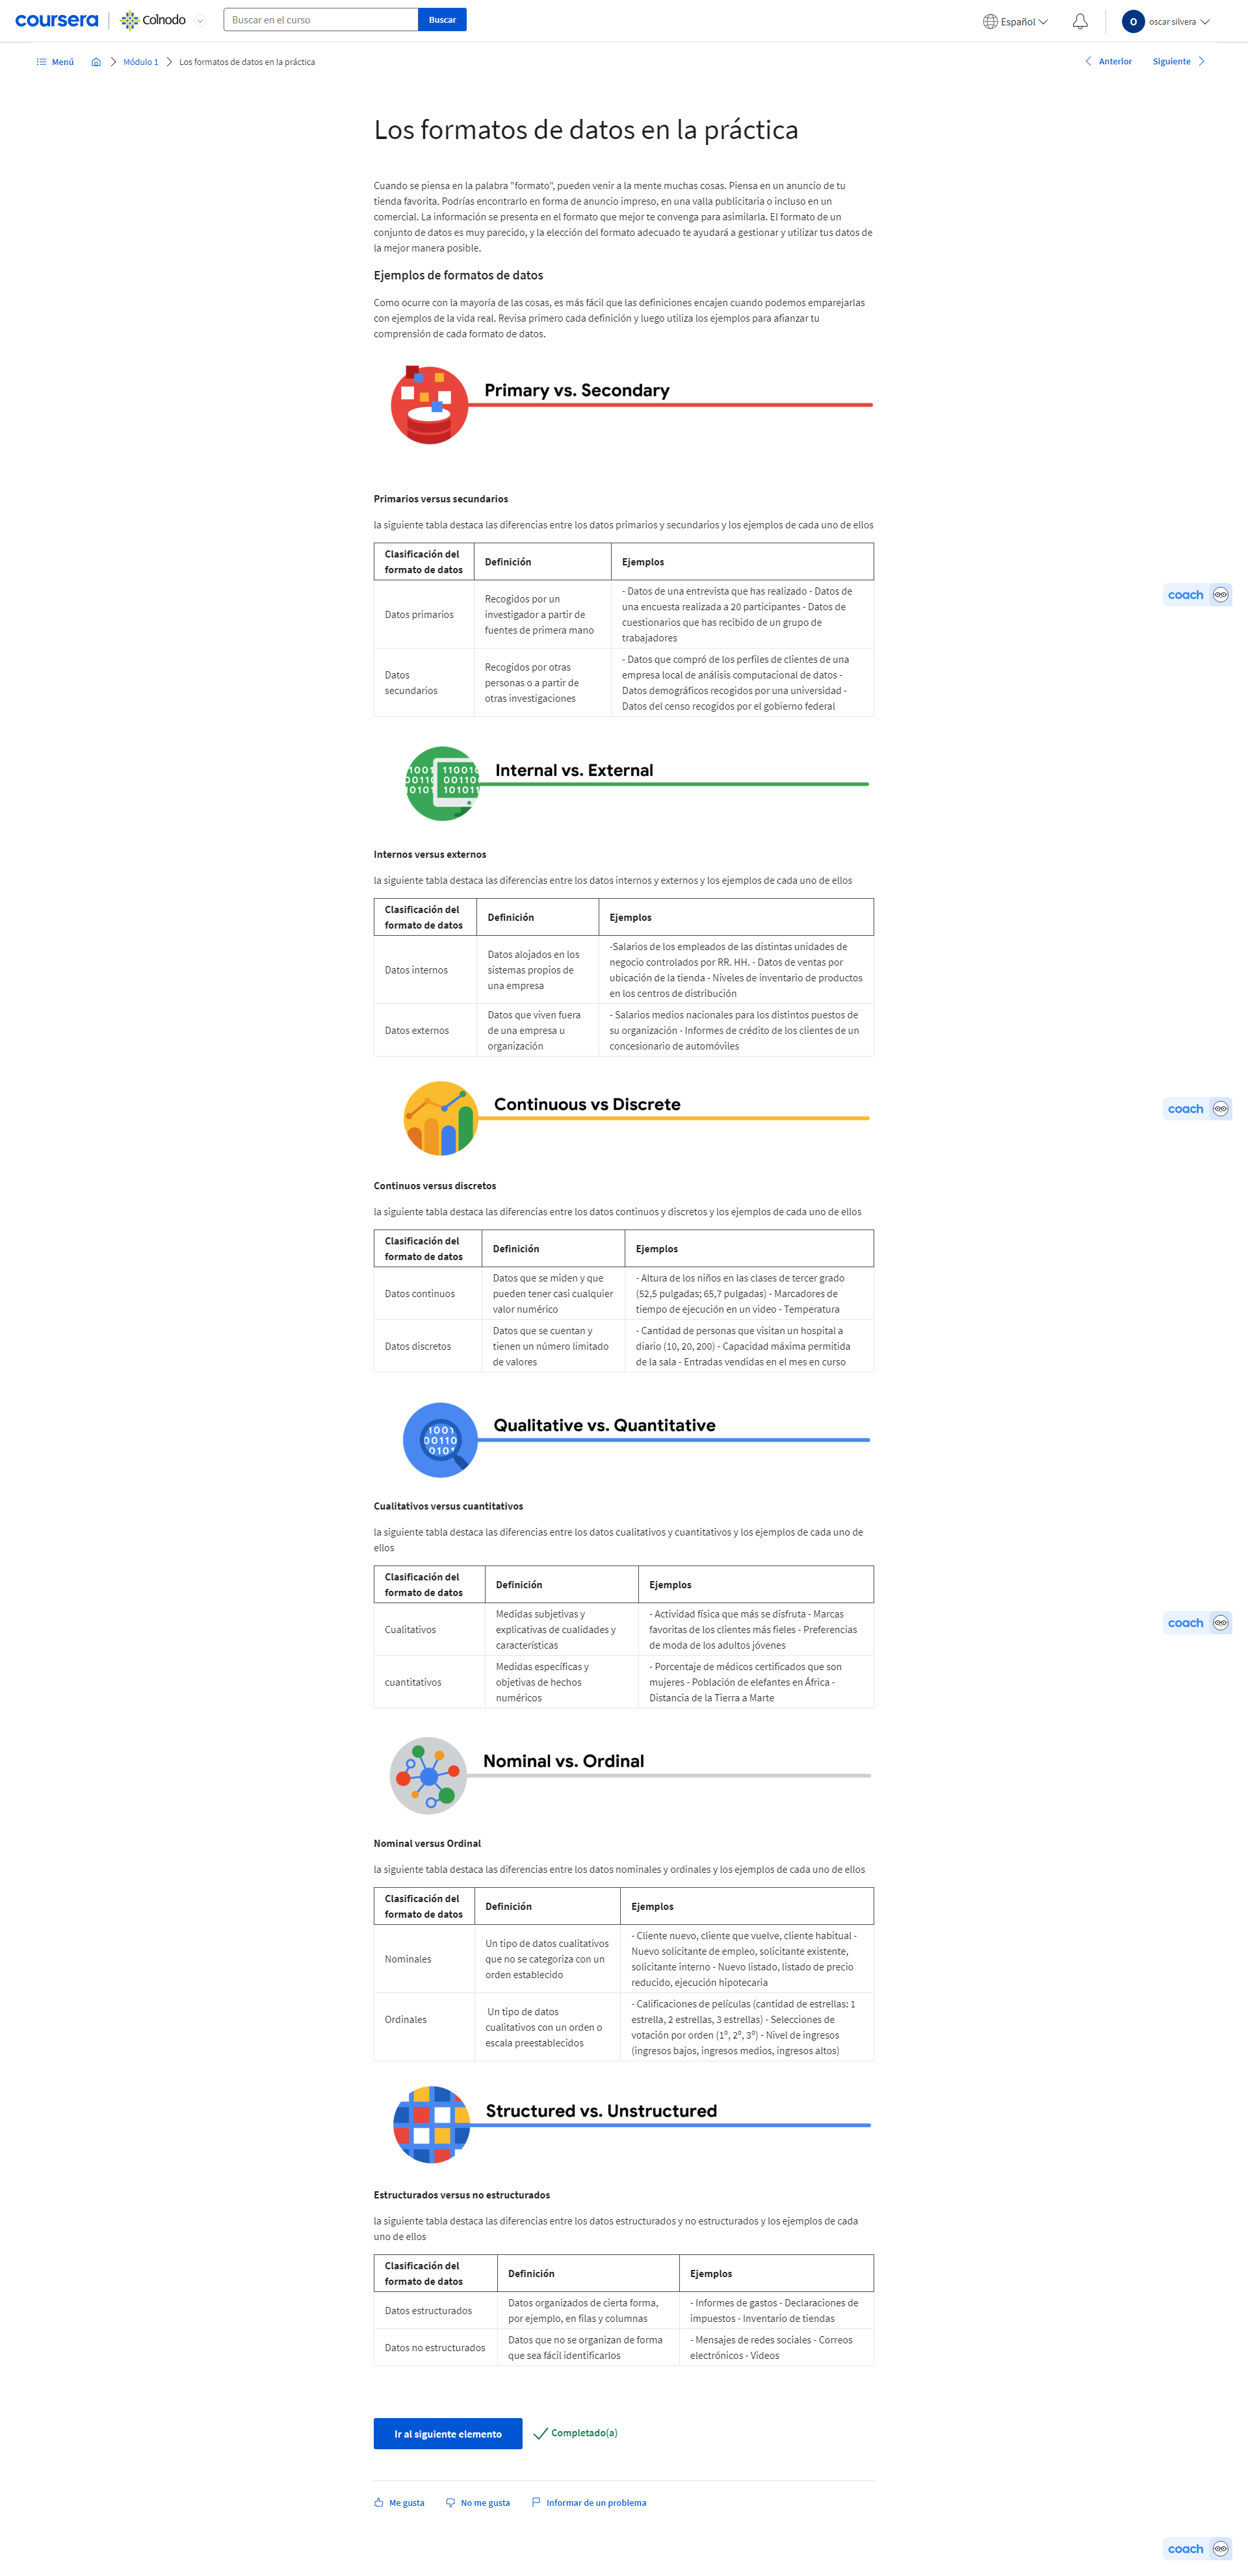 coursera
Colnodo
Buscar en el curso
Buscar
Español
O
oscar silvera
Menú
Módulo 1
Los formatos de datos en la práctica
Anterior
Siguiente
Los formatos de datos en la práctica
Cuando se piensa en la palabra "formato", pueden venir a la mente muchas cosas. Piensa en un anuncio de tu
tienda favorita. Podrías encontrarlo en forma de anuncio impreso, en una valla publicitaria o incluso en un
comercial. La información se presenta en el formato que mejor te convenga para asimilarla. El formato de un
conjunto de datos es muy parecido, y la elección del formato adecuado te ayudará a gestionar y utilizar tus datos de
la mejor manera posible.
Ejemplos de formatos de datos
Como ocurre con la mayoría de las cosas, es más fácil que las definiciones encajen cuando podemos emparejarlas
con ejemplos de la vida real. Revisa primero cada definición y luego utiliza los ejemplos para afianzar tu
comprensión de cada formato de datos.
Primary vs. Secondary
Primarios versus secundarios
la siguiente tabla destaca las diferencias entre los datos primarios y secundarios y los ejemplos de cada uno de ellos
Clasificación del
formato de datos
Definición
Ejemplos
Datos primarios
Recogidos por un
investigador a partir de
fuentes de primera mano
- Datos de una entrevista que has realizado - Datos de
una encuesta realizada a 20 participantes - Datos de
cuestionarios que has recibido de un grupo de
trabajadores
coach
Datos
secundarios
Recogidos por otras
personas o a partir de
otras investigaciones
- Datos que compró de los perfiles de clientes de una
empresa local de análisis computacional de datos -
Datos demográficos recogidos por una universidad -
Datos del censo recogidos por el gobierno federal
Internal vs. External
Internos versus externos
la siguiente tabla destaca las diferencias entre los datos internos y externos y los ejemplos de cada uno de ellos
Clasificación del
formato de datos
Definición
Ejemplos
Datos internos
Datos alojados en los
sistemas propios de
una empresa
-Salarios de los empleados de las distintas unidades de
negocio controlados por RR. HH. - Datos de ventas por
ubicación de la tienda - Niveles de inventario de productos
en los centros de distribución
Datos externos
Datos que viven fuera
de una empresa u
organización
- Salarios medios nacionales para los distintos puestos de
su organización - Informes de crédito de los clientes de un
concesionario de automóviles
Continuous vs Discrete
coach
Continuos versus discretos
la siguiente tabla destaca las diferencias entre los datos continuos y discretos y los ejemplos de cada uno de ellos
Clasificación del
formato de datos
Definición
Ejemplos
Datos continuos
Datos que se miden y que
pueden tener casi cualquier
valor numérico
- Altura de los niños en las clases de tercer grado
(52,5 pulgadas; 65,7 pulgadas) - Marcadores de
tiempo de ejecución en un video - Temperatura
Datos discretos
Datos que se cuentan y
tienen un número limitado
de valores
- Cantidad de personas que visitan un hospital a
diario (10, 20, 200) - Capacidad máxima permitida
de la sala - Entradas vendidas en el mes en curso
Qualitative vs. Quantitative
Cualitativos versus cuantitativos
la siguiente tabla destaca las diferencias entre los datos cualitativos y cuantitativos y los ejemplos de cada uno de
ellos
Clasificación del
formato de datos
Definición
Ejemplos
Cualitativos
Medidas subjetivas y
explicativas de cualidades y
características
- Actividad física que más se disfruta - Marcas
favoritas de los clientes más fieles - Preferencias
de moda de los adultos jóvenes
coach
cuantitativos
Medidas específicas y
objetivas de hechos
numéricos
- Porcentaje de médicos certificados que son
mujeres - Población de elefantes en África -
Distancia de la Tierra a Marte
Nominal vs. Ordinal
Nominal versus Ordinal
la siguiente tabla destaca las diferencias entre los datos nominales y ordinales y los ejemplos de cada uno de ellos
Clasificación del
formato de datos
Definición
Ejemplos
Nominales
Un tipo de datos cualitativos
que no se categoriza con un
orden establecido
- Cliente nuevo, cliente que vuelve, cliente habitual -
Nuevo solicitante de empleo, solicitante existente,
solicitante interno - Nuevo listado, listado de precio
reducido, ejecución hipotecaria
Ordinales
Un tipo de datos
cualitativos con un orden o
escala preestablecidos
- Calificaciones de películas (cantidad de estrellas: 1
estrella, 2 estrellas, 3 estrellas) - Selecciones de
votación por orden (1º, 2º, 3º) - Nivel de ingresos
(ingresos bajos, ingresos medios, ingresos altos)
Structured vs. Unstructured
Estructurados versus no estructurados
la siguiente tabla destaca las diferencias entre los datos estructurados y no estructurados y los ejemplos de cada
uno de ellos
Clasificación del
formato de datos
Definición
Ejemplos
Datos estructurados
Datos organizados de cierta forma,
por ejemplo, en filas y columnas
- Informes de gastos - Declaraciones de
impuestos - Inventario de tiendas
Datos no estructurados
Datos que no se organizan de forma
que sea fácil identificarlos
- Mensajes de redes sociales - Correos
electrónicos - Videos
Ir al siguiente elemento
Completado(a)
Me gusta
No me gusta
Informar de un problema
coach